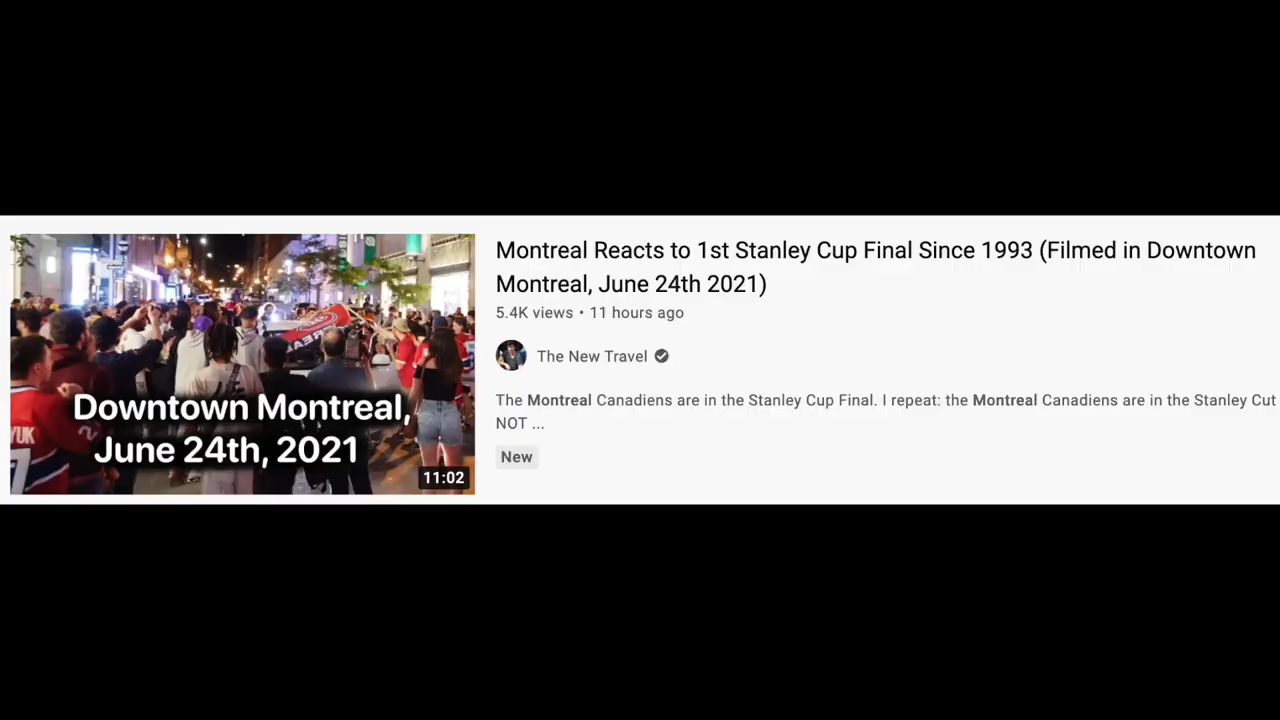 Montreal Reacts to 1st Stanley Cup Final Since 1993 (Filmed in Downtown
Montreal, June 24th 2021)
5.4K views • 11 hours ago
The New Travel
The Montreal Canadiens are in the Stanley Cup Final. I repeat: the Montreal Canadiens are in the Stanley Cut
NOT ...
New
Downtown Montreal,
June 24th, 2021
11:02
YUK